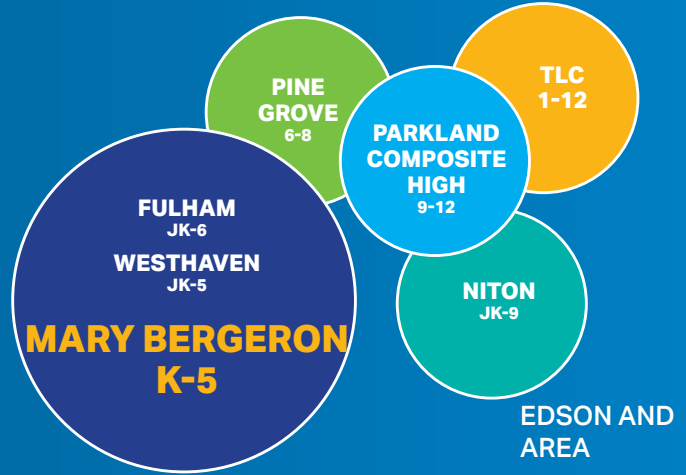 PINE
GROVE
6-8
PARKLAND
COMPOSITE
HIGH
9-12
TLC
1-12
FULHAM
JK-6
WESTHAVEN
JK-5
MARY BERGERON
K-5
NITON
JK-9
EDSON AND
AREA